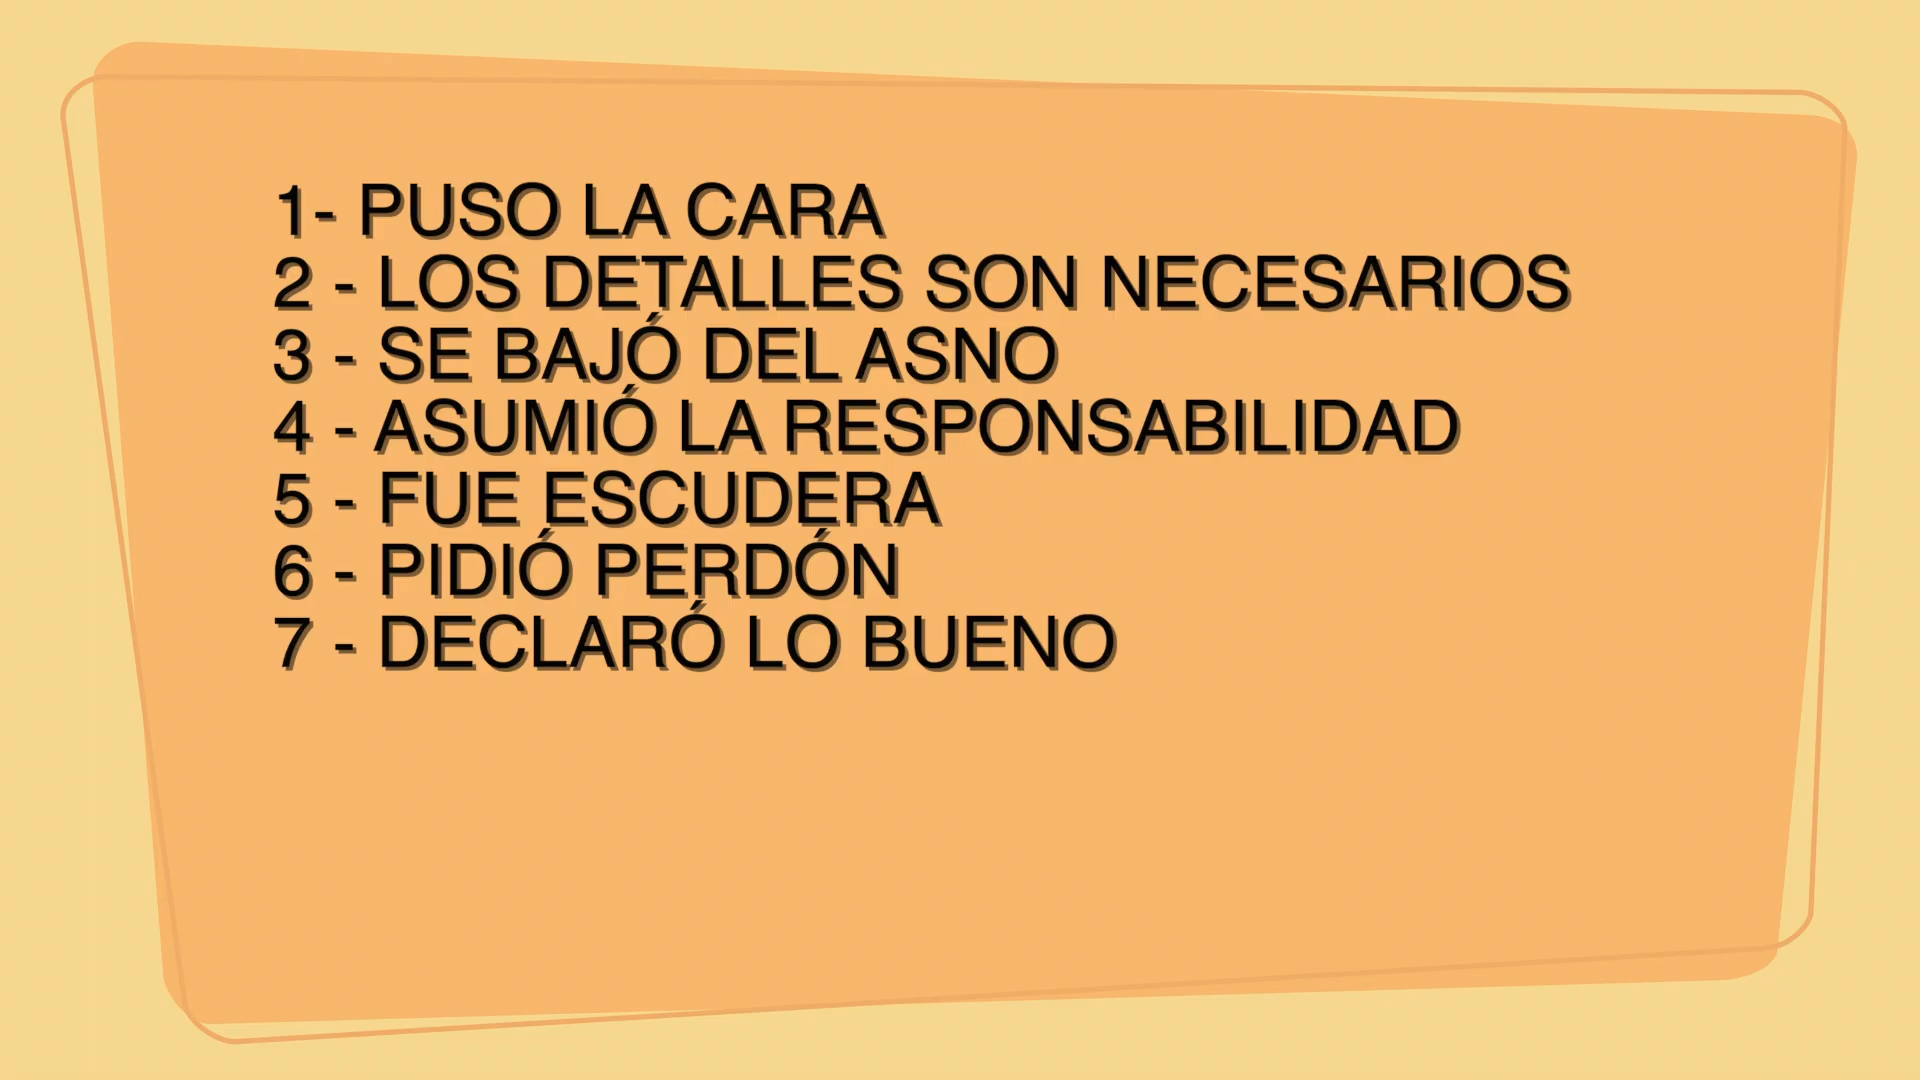 1- PUSO LA CARA
2 - LOS DETALLES SON NECESARIOS
3 - SE BAJÓ DEL ASNO
4 - ASUMIÓ LA RESPONSABILIDAD
5 - FUE ESCUDERA
6 - PIDIÓ PERDÓN
7 - DECLARÓ LO BUENO